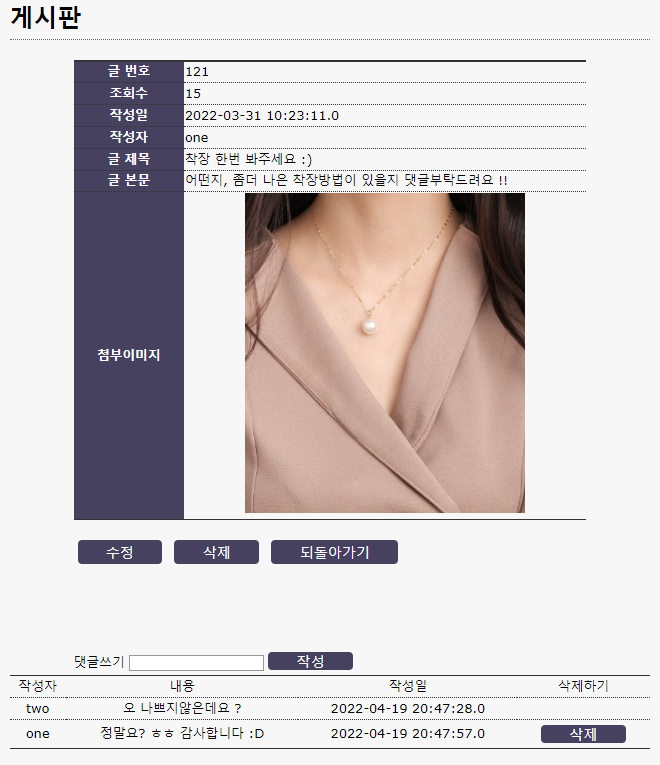 게시판
글 번호 121
조회수 15
작성일 2022-03-31 10:23:11.0
작성자 one
글 제목 착장 한번 봐주세요 :)
글 본문 어떤지, 좀더 나은 착장방법이 있을지 댓글부탁드려요 !!
첨부이미지
수정 삭제 되돌아가기
댓글쓰기 작성
작성자 내용 작성일 삭제하기
two 오 나쁘지않은데요 ? 2022-04-19 20:47:28.0
one 정말요? ㅎㅎ 감사합니다 :D 2022-04-19 20:47:57.0 삭제